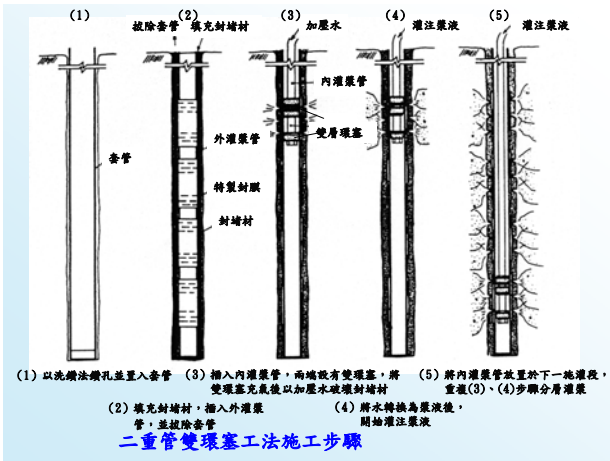 (1)
(2)
(3)
(4)
(5)
拔除套管
填充封堵材
加壓水
灌注漿液
灌注漿液
內灌漿管
雙層環塞
外灌漿管
套管
特製封膜
封堵材
(1) 以洗鑽法鑽孔並置入套管
(2) 填充封堵材，插入外灌漿
管，並拔除套管
(3) 插入內灌漿管，兩端設有雙環塞，將
雙環塞充氣後以加壓水破壞封堵材
(4) 將水轉換為漿液後，
開始灌注漿液
(5) 將內灌漿管放置於下一施灌段，
重複(3)、(4)步驟分層灌漿
二重管雙環塞工法施工步驟